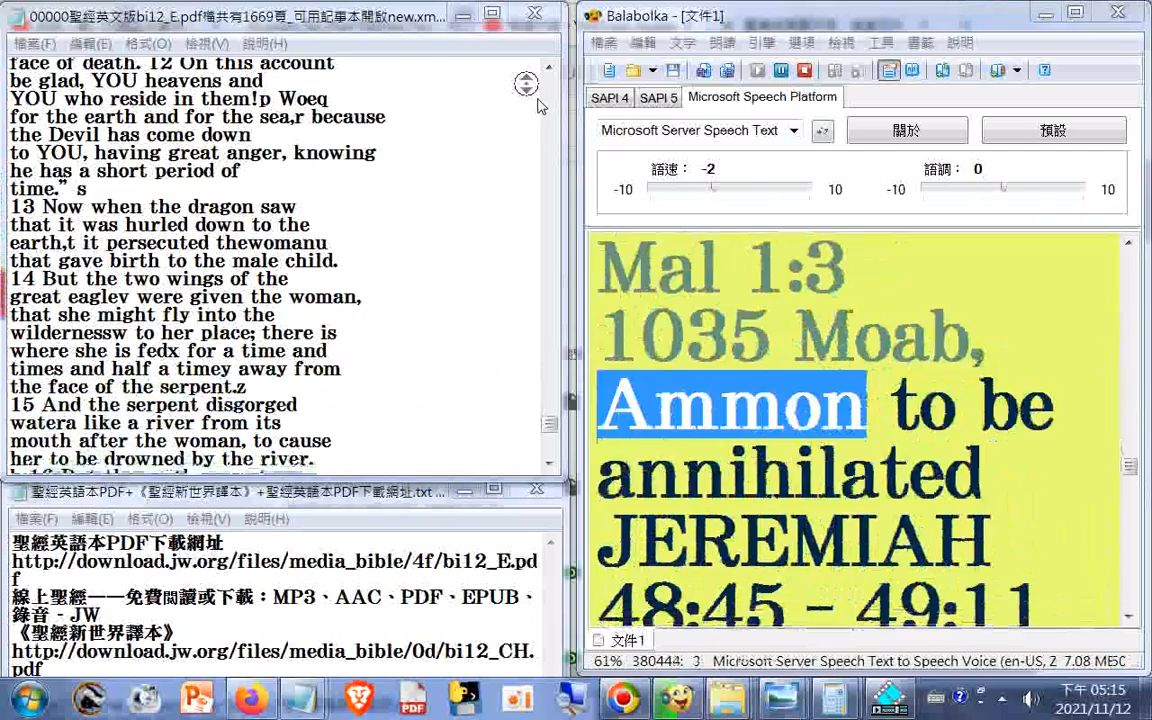 00000聖經英文版bi12_E.pdf檔共有1669頁_可用記事本開啟new.xm...
檔案(F) 編輯(E) 格式(O) 檢視(V) 說明(H)
face of death. 12 On this account
be glad, YOU heavens and
YOU who reside in them!p Woeq
for the earth and for the sea,r because
the Devil has come down
to YOU, having great anger, knowing
he has a short period of
time.” s
13 Now when the dragon saw
that it was hurled down to the
earth,t it persecuted thewomanu
that gave birth to the male child.
14 But the two wings of the
great eaglev were given the woman,
that she might fly into the
wildernessw to her place; there is
where she is fedx for a time and
times and half a timey away from
the face of the serpent.z
15 And the serpent disgorged
watera like a river from its
mouth after the woman, to cause
her to be drowned by the river.
聖經英語本PDF+《聖經新世界譯本》+聖經英語本PDF下載網址.txt ...
檔案(F) 編輯(E) 格式(O) 檢視(V) 說明(H)
聖經英語本PDF下載網址
http://download.jw.org/files/media_bible/4f/bi12_E.pd
f
線上聖經——免費閱讀或下載：MP3、AAC、PDF、EPUB、
錄音 - JW
《聖經新世界譯本》
http://download.jw.org/files/media_bible/0d/bi12_CH.
pdf
Balabolka - [文件1]
檔案 編輯 文字 朗讀 引擎 選項 檢視 工具 書籤 說明
SAPI 4 SAPI 5 Microsoft Speech Platform
Microsoft Server Speech Text 關於 預設
語速： -2 語調： 0
-10 10 -10 10
Mal 1:3
1035 Moab,
Ammon to be
annihilated
JEREMIAH
48:45 - 49:11
文件1
61% 380444: 3 Microsoft Server Speech Text to Speech Voice (en-US, 2 7.08 МБ
下午 05:15
2021/11/12